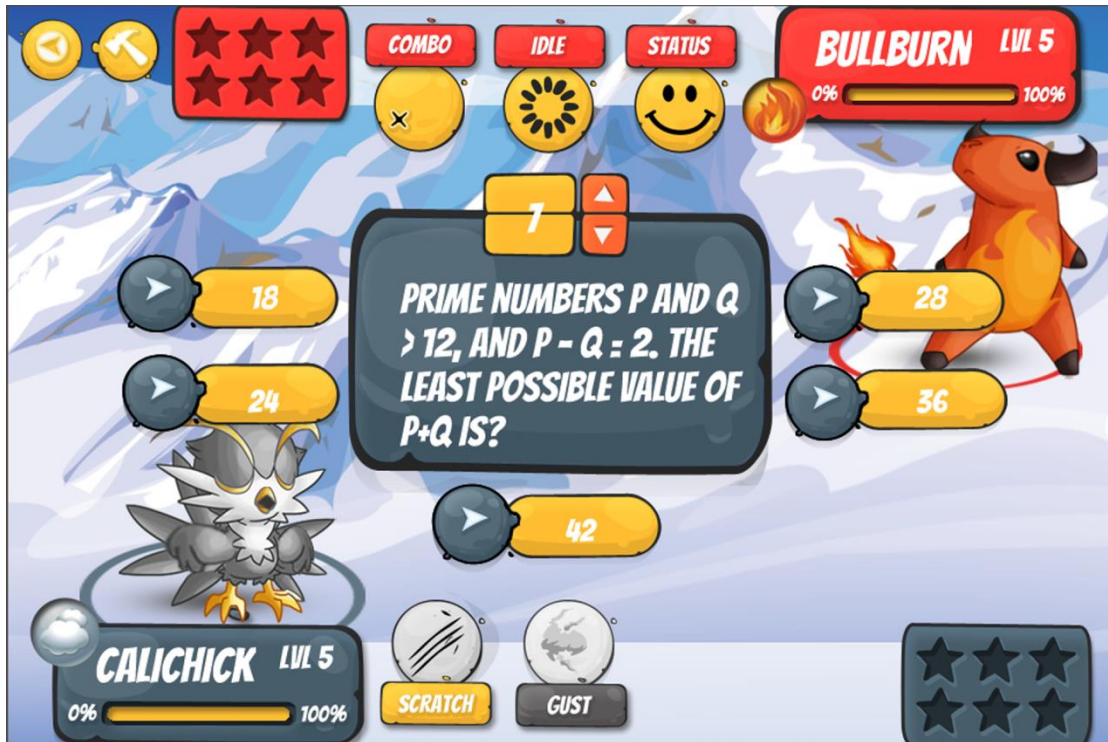 COMBO
IDLE
STATUS
BULLBURN LVL 5
0% 100%
7
PRIME NUMBERS P AND Q
> 12, AND P - Q = 2. THE
LEAST POSSIBLE VALUE OF
P+Q IS?
18
28
24
36
42
CALICHICK LVL 5
0% 100%
SCRATCH
GUST